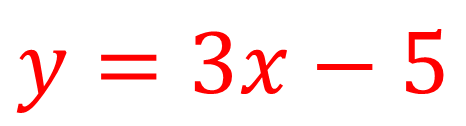 y = 3x − 5